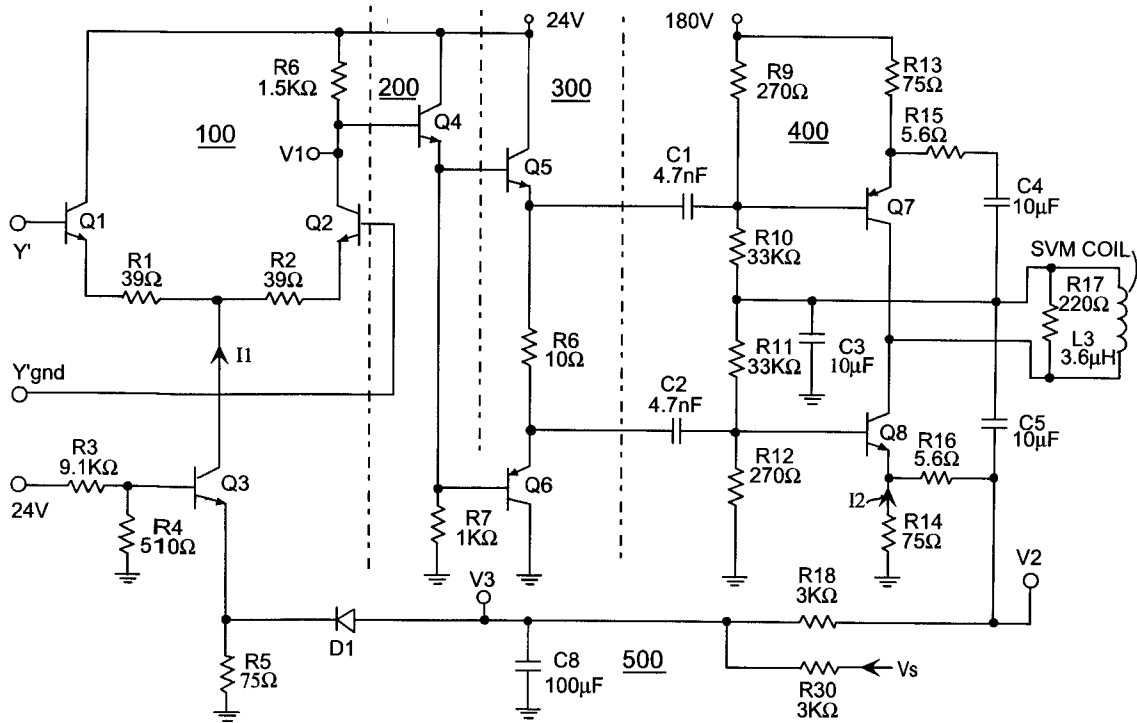 24V
180V
R6
1.5KΩ
200
300
R9
270Ω
R13
75Ω
400
R15
5.6Ω
100
Q4
V1
Q5
C1
4.7nF
C4
10µF
Q1
Q2
Q7
Y'
R1
39Ω
R2
39Ω
R10
33KΩ
SVM COIL
R17
220Ω
I1
R6
10Ω
R11
33KΩ
C3
10µF
L3
3.6µH
Y'gnd
C2
4.7nF
C5
10µF
R3
9.1KΩ
Q3
Q8
R16
5.6Ω
24V
R4
510Ω
Q6
R7
1KΩ
R12
270Ω
I2
R14
75Ω
V3
R18
3KΩ
V2
D1
R5
75Ω
C8
100µF
500
Vs
R30
3KΩ